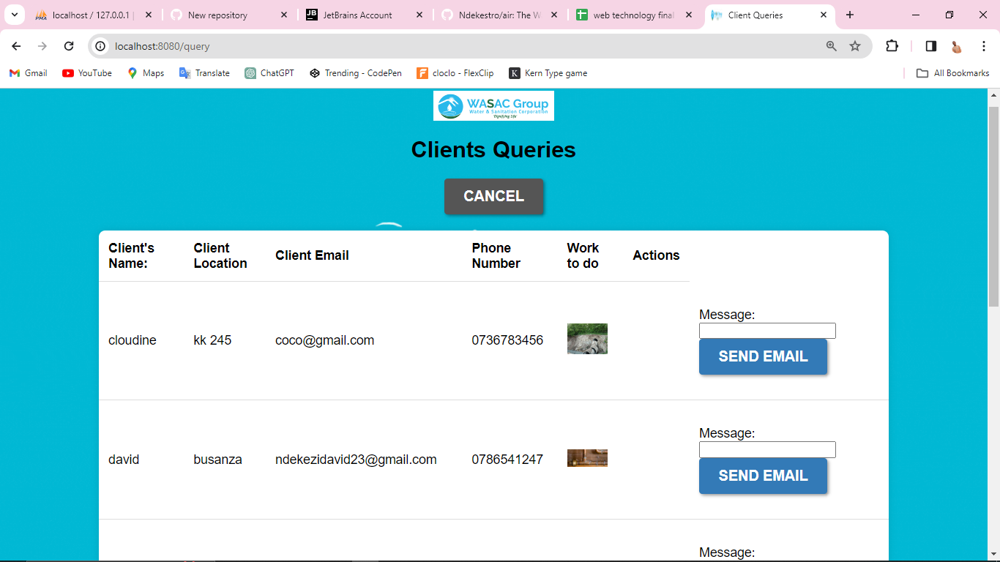 localhost / 127.0.0.1 |
New repository
JB
JetBrains Account
Ndekestro/air: The W
web technology final
Client Queries
localhost:8080/query
Gmail
YouTube
Maps
Translate
ChatGPT
Trending - CodePen
cloclo - FlexClip
K
Kern Type game
All Bookmarks
WASAC Group
Water & Sanitation Corporation
Dignifying Life
Clients Queries
CANCEL
Client's Name:
Client Location
Client Email
Phone Number
Work to do
Actions
cloudine
kk 245
coco@gmail.com
0736783456
Message:
SEND EMAIL
david
busanza
ndekezidavid23@gmail.com
0786541247
Message:
SEND EMAIL
Message: